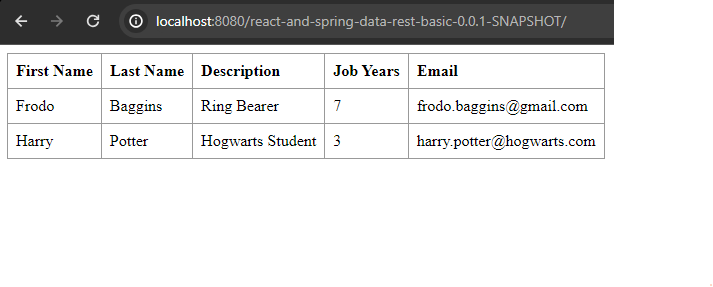 localhost:8080/react-and-spring-data-rest-basic-0.0.1-SNAPSHOT/
First Name Last Name Description Job Years Email
Frodo Baggins Ring Bearer 7 frodo.baggins@gmail.com
Harry Potter Hogwarts Student 3 harry.potter@hogwarts.com